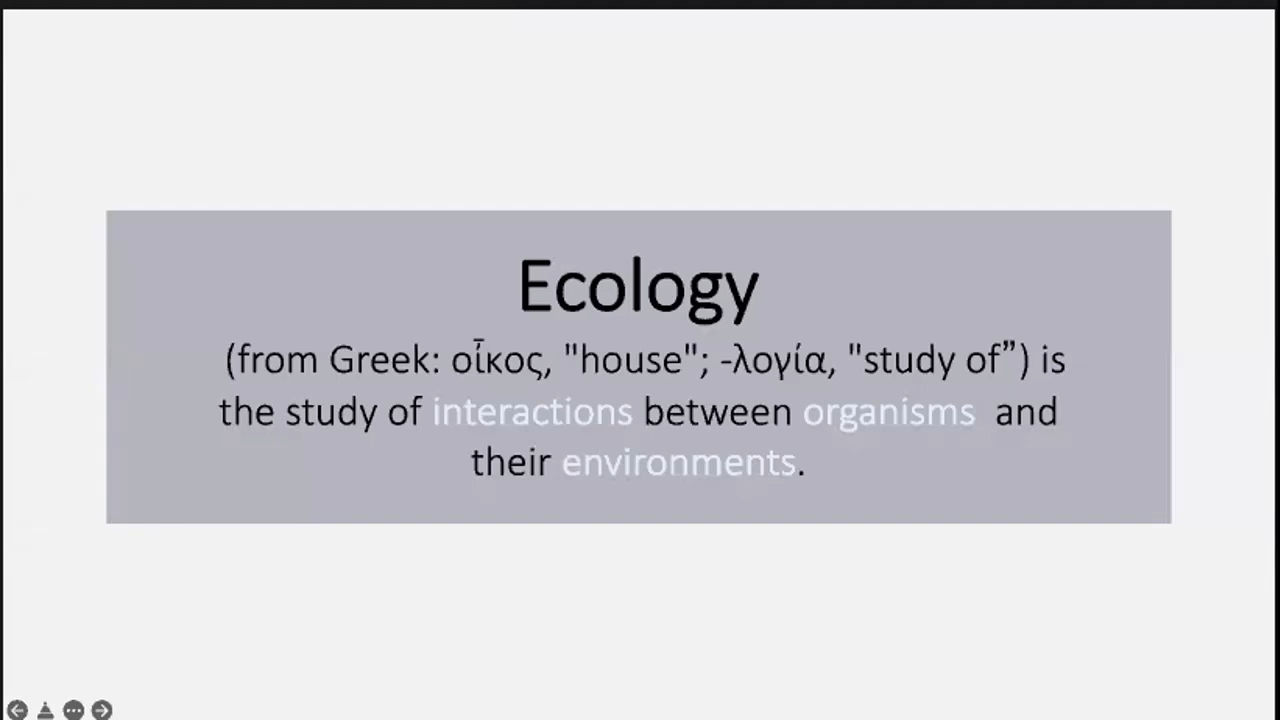 Ecology
(from Greek: οἶκος, "house"; -λογία, "study of”) is
the study of interactions between organisms and
their environments.